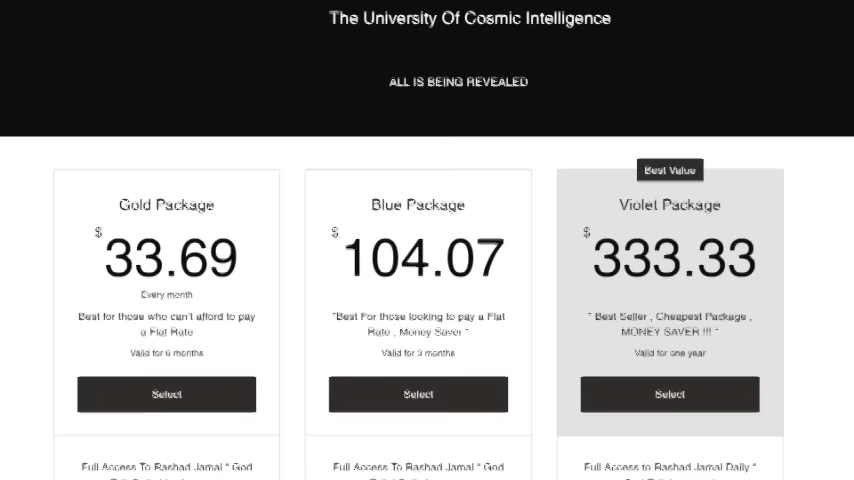 The University Of Cosmic Intelligence
ALL IS BEING REVEALED
Best Value
Gold Package
$
33.69
Every month
Best for those who can't afford to pay
a Flat Rate
Valid for 6 months
Select
Full Access To Rashad Jamal " God
Blue Package
$
104.07
"Best For those looking to pay a Flat
Rate , Money Saver "
Valid for 3 months
Select
Full Access To Rashad Jamal " God
Violet Package
$
333.33
" Best Seller , Cheapest Package ,
MONEY SAVER !!! "
Valid for one year
Select
Full Access to Rashad Jamal Daily "